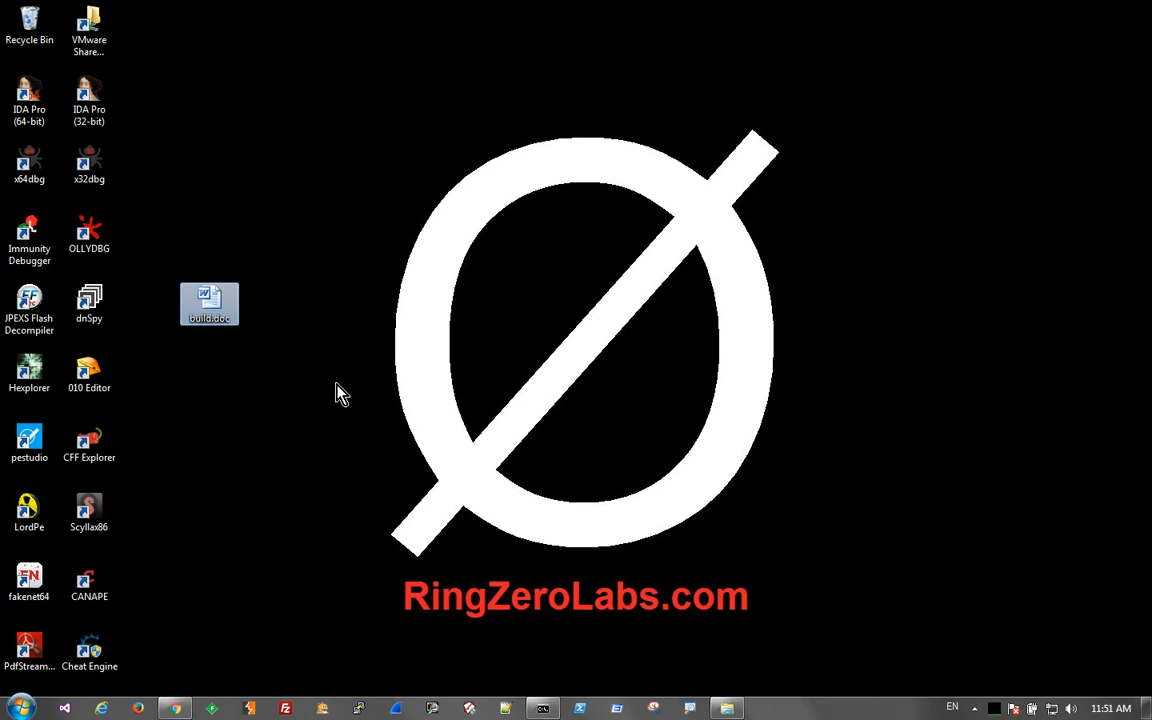 Recycle Bin
VMware
Share...
IDA Pro
(64-bit)
IDA Pro
(32-bit)
x64dbg
x32dbg
Immunity
Debugger
OLLYDBG
JPEXS Flash
Decompiler
dnSpy
build.doc
Hexplorer
010 Editor
pestudio
CFF Explorer
LordPe
Scyllax86
fakenet64
CANAPE
PdfStream...
Cheat Engine
RingZeroLabs.com
EN
11:51 AM